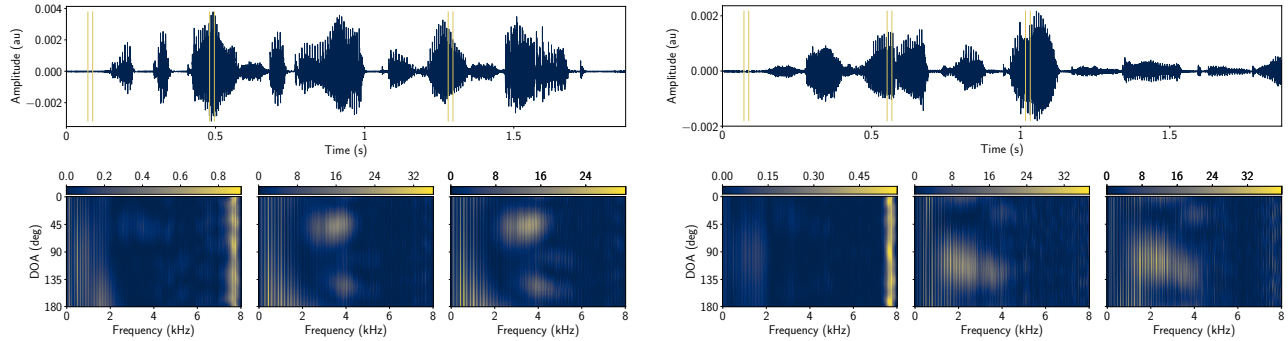 0.004
0.002
0.000
−0.002
Amplitude (au)
0
0.5
1
1.5
Time (s)
0.002
0.000
−0.002
Amplitude (au)
0
0.5
1
1.5
Time (s)
0.0 0.2 0.4 0.6 0.8
0 8 16 24 32
0 8 16 24
0
45
90
135
180
DOA (deg)
0 2 4 6 8
0 2 4 6 8
0 2 4 6 8
Frequency (kHz)
Frequency (kHz)
Frequency (kHz)
0.00 0.15 0.30 0.45
0 8 16 24 32
0 8 16 24 32
0
45
90
135
180
DOA (deg)
0 2 4 6 8
0 2 4 6 8
0 2 4 6 8
Frequency (kHz)
Frequency (kHz)
Frequency (kHz)